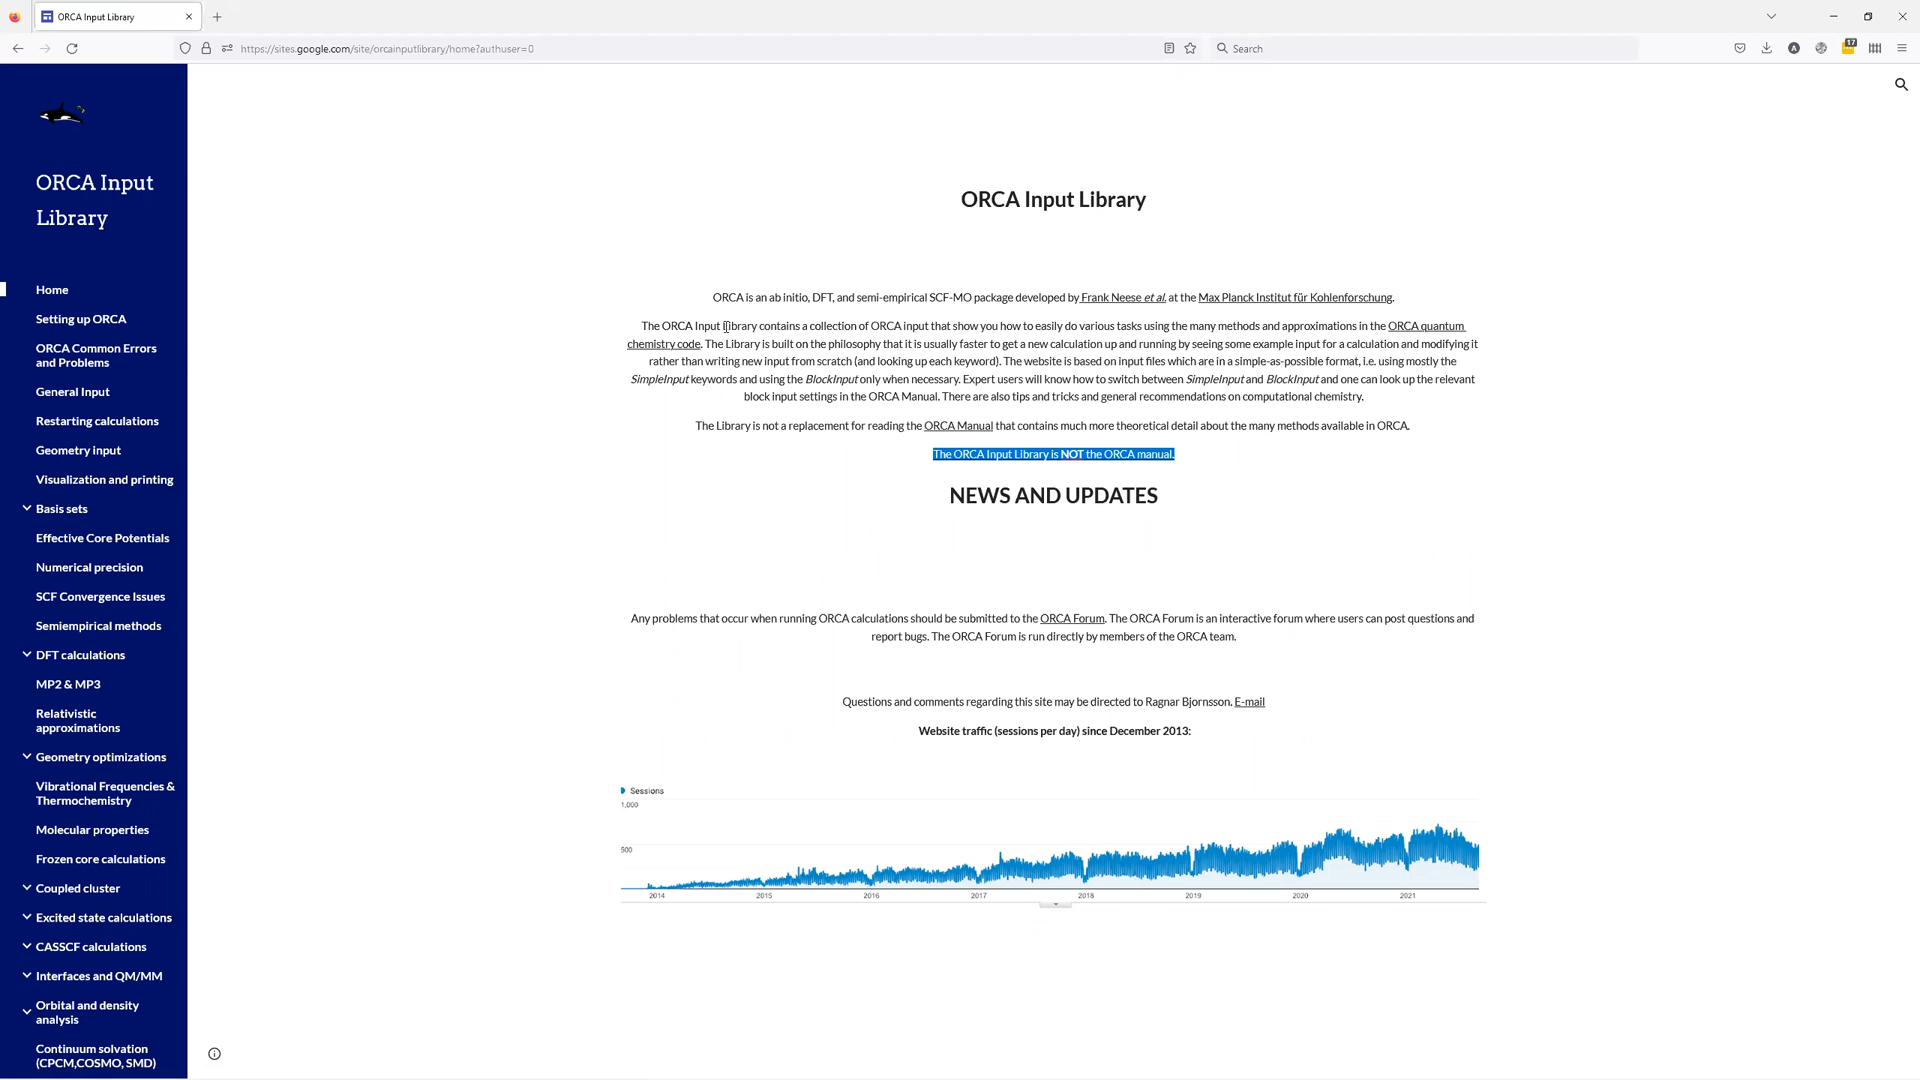 ORCA Input Library
https://sites.google.com/site/orcainputlibrary/home?authuser=0
Search
17
ORCA Input
Library
Home
Setting up ORCA
ORCA Common Errors
and Problems
General Input
Restarting calculations
Geometry input
Visualization and printing
Basis sets
Effective Core Potentials
Numerical precision
SCF Convergence Issues
Semiempirical methods
DFT calculations
MP2 & MP3
Relativistic
approximations
Geometry optimizations
Vibrational Frequencies &
Thermochemistry
Molecular properties
Frozen core calculations
Coupled cluster
Excited state calculations
CASSCF calculations
Interfaces and QM/MM
Orbital and density
analysis
Continuum solvation
(CPCM,COSMO, SMD)
ORCA Input Library
ORCA is an ab initio, DFT, and semi-empirical SCF-MO package developed by Frank Neese et al. at the Max Planck Institut für Kohlenforschung.
The ORCA Input Library contains a collection of ORCA input that show you how to easily do various tasks using the many methods and approximations in the ORCA quantum
chemistry code. The Library is built on the philosophy that it is usually faster to get a new calculation up and running by seeing some example input for a calculation and modifying it
rather than writing new input from scratch (and looking up each keyword). The website is based on input files which are in a simple-as-possible format, i.e. using mostly the
SimpleInput keywords and using the BlockInput only when necessary. Expert users will know how to switch between SimpleInput and BlockInput and one can look up the relevant
block input settings in the ORCA Manual. There are also tips and tricks and general recommendations on computational chemistry.
The Library is not a replacement for reading the ORCA Manual that contains much more theoretical detail about the many methods available in ORCA.
The ORCA Input Library is NOT the ORCA manual.
NEWS AND UPDATES
Any problems that occur when running ORCA calculations should be submitted to the ORCA Forum. The ORCA Forum is an interactive forum where users can post questions and
report bugs. The ORCA Forum is run directly by members of the ORCA team.
Questions and comments regarding this site may be directed to Ragnar Bjornsson. E-mail
Website traffic (sessions per day) since December 2013:
Sessions
1,000
500
2014 2015 2016 2017 2018 2019 2020 2021